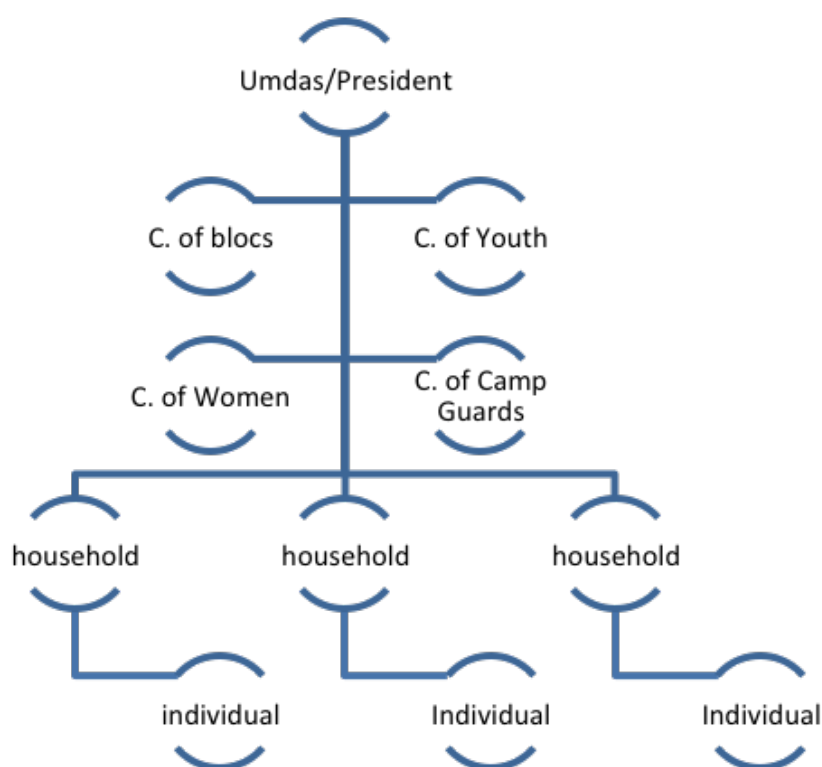 Umdas/President
C. of blocs
C. of Youth
C. of Women
C. of Camp
Guards
household
household
household
individual
Individual
Individual